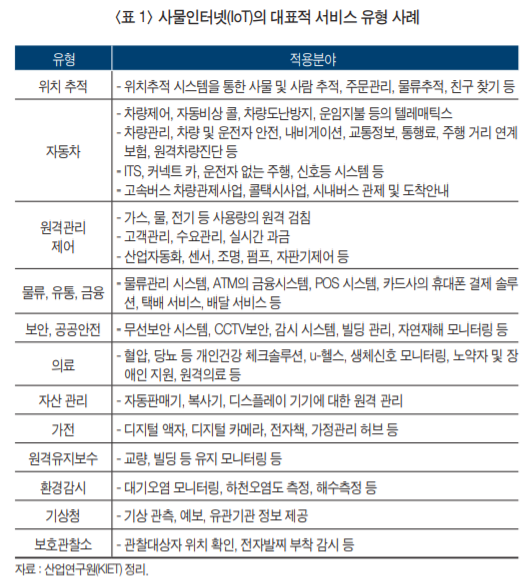 <표 1> 사물인터넷(IoT)의 대표적 서비스 유형 사례
유형
적용분야
위치 추적
- 위치추적 시스템을 통한 사물 및 사람 추적, 주문관리, 물류추적, 친구 찾기 등
자동차
- 차량제어, 자동비상 콜, 차량도난방지, 운임지불 등의 텔레매틱스
- 차량관리, 차량 및 운전자 안전, 내비게이션, 교통정보, 통행료, 주행 거리 연계
보험, 원격차량진단 등
- ITS, 커넥트 카, 운전자 없는 주행, 신호등 시스템 등
- 고속버스 차량관제사업, 콜택시사업, 시내버스 관제 및 도착안내
원격관리
제어
- 가스, 물, 전기 등 사용량의 원격 검침
- 고객관리, 수요관리, 실시간 과금
- 산업자동화, 센서, 조명, 펌프, 자판기제어 등
물류, 유통, 금융
- 물류관리 시스템, ATM의 금융시스템, POS 시스템, 카드사의 휴대폰 결제 솔루
션, 택배 서비스, 배달 서비스 등
보안, 공공안전
- 무선보안 시스템, CCTV보안, 감시 시스템, 빌딩 관리, 자연재해 모니터링 등
의료
- 혈압, 당뇨 등 개인건강 체크솔루션, u-헬스, 생체신호 모니터링, 노약자 및 장
애인 지원, 원격의료 등
자산 관리
- 자동판매기, 복사기, 디스플레이 기기에 대한 원격 관리
가전
- 디지털 액자, 디지털 카메라, 전자책, 가정관리 허브 등
원격유지보수
- 교량, 빌딩 등 유지 모니터링 등
환경감시
- 대기오염 모니터링, 하천오염도 측정, 해수측정 등
기상청
- 기상 관측, 예보, 유관기관 정보 제공
보호관찰소
- 관찰대상자 위치 확인, 전자발찌 부착 감시 등
자료 : 산업연구원(KIET) 정리.